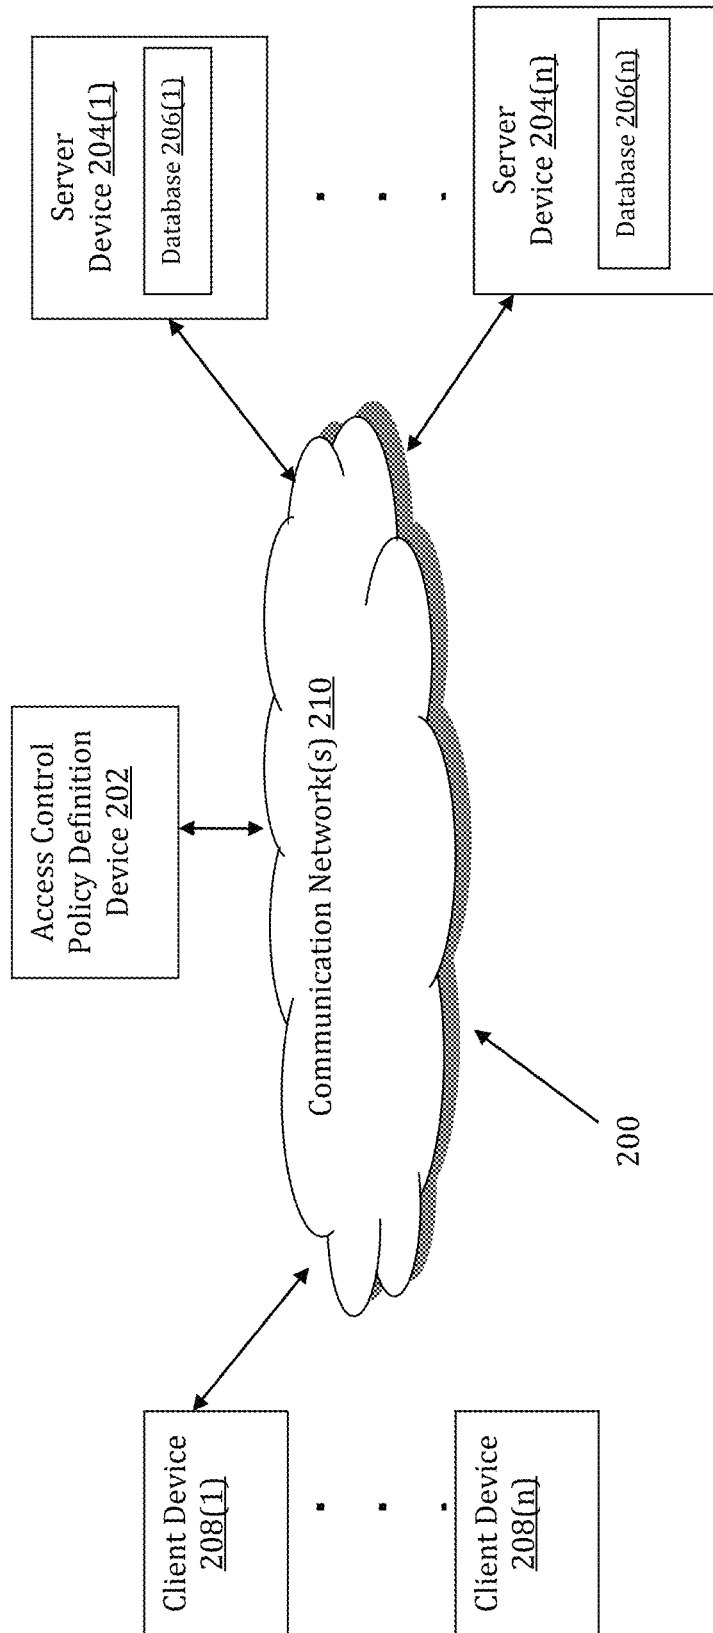 Access Control
Policy Definition
Device 202
Client Device
208(1)
Client Device
208(n)
Communication Network(s) 210
Server
Device 204(1)
Database 206(1)
Server
Device 204(n)
Database 206(n)
200